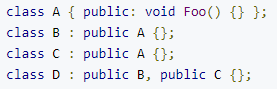 class A { public: void Foo() {} };
class B : public A {};
class C : public A {};
class D : public B, public C {};